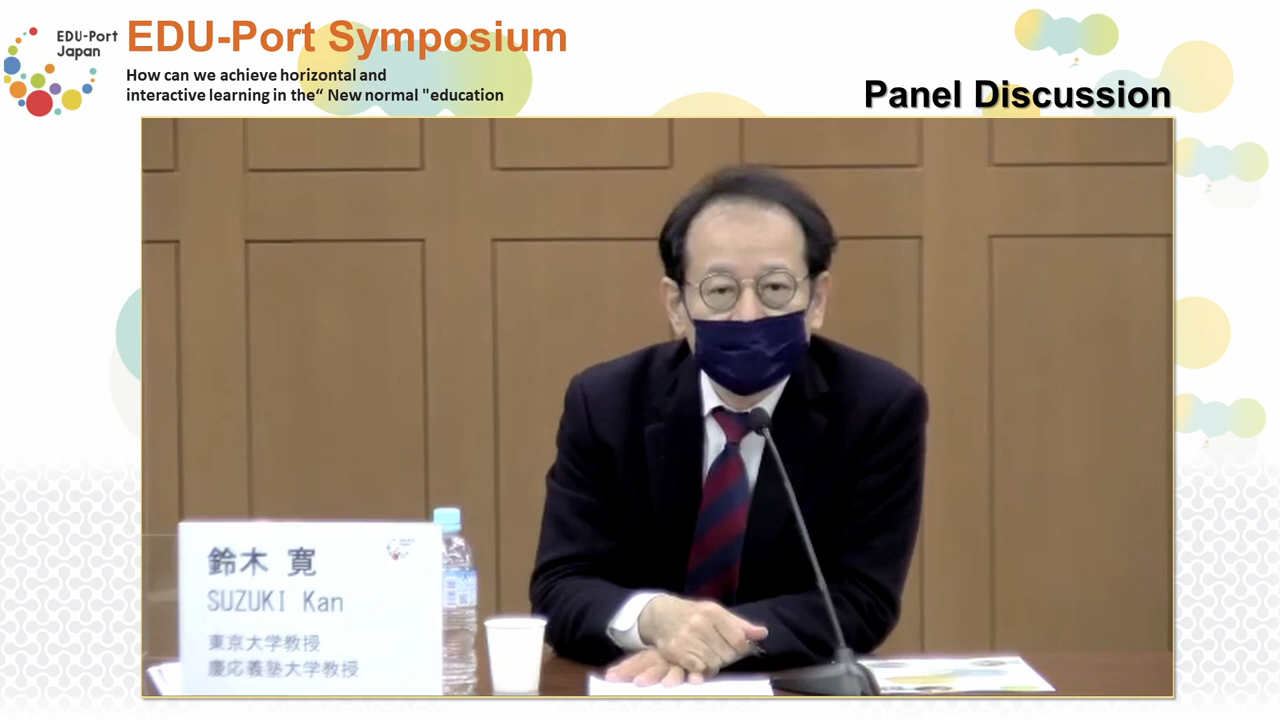 EDU-Port
Japan
EDU-Port Symposium
How can we achieve horizontal and
interactive learning in the“ New normal "education
Panel Discussion
鈴木 寛
SUZUKI Kan
東京大学教授
慶応義塾大学教授